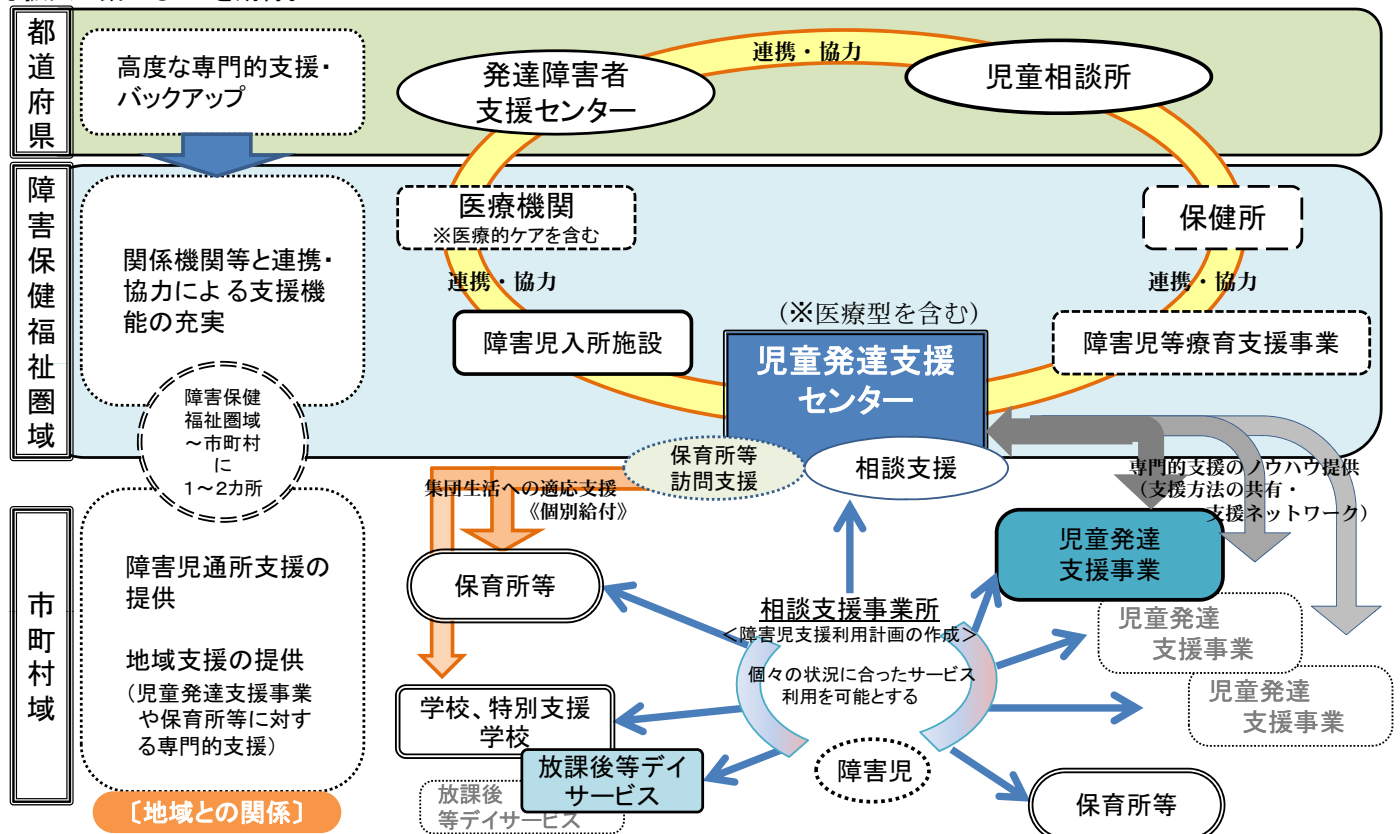 都道府県
高度な専門的支援・
バックアップ
発達障害者
支援センター
連携・協力
児童相談所
障害保健福祉圏域
関係機関等と連携・
協力による支援機
能の充実
医療機関
※医療的ケアを含む
保健所
連携・協力
連携・協力
障害児入所施設
（※医療型を含む）
児童発達支援
センター
障害児等療育支援事業
障害保健
福祉圏域
～市町村
に
１～２カ所
保育所等
訪問支援
相談支援
専門的支援のノウハウ提供
（支援方法の共有・
支援ネットワーク）
集団生活への適応支援
《個別給付》
市町村域
障害児通所支援の
提供
地域支援の提供
（児童発達支援事業
や保育所等に対す
る専門的支援）
〔地域との関係〕
保育所等
児童発達
支援事業
相談支援事業所
＜障害児支援利用計画の作成＞
個々の状況に合ったサービス
利用を可能とする
児童発達
支援事業
児童発達
支援事業
学校、特別支援
学校
放課後等デイ
サービス
放課後
等デイサービス
障害児
保育所等